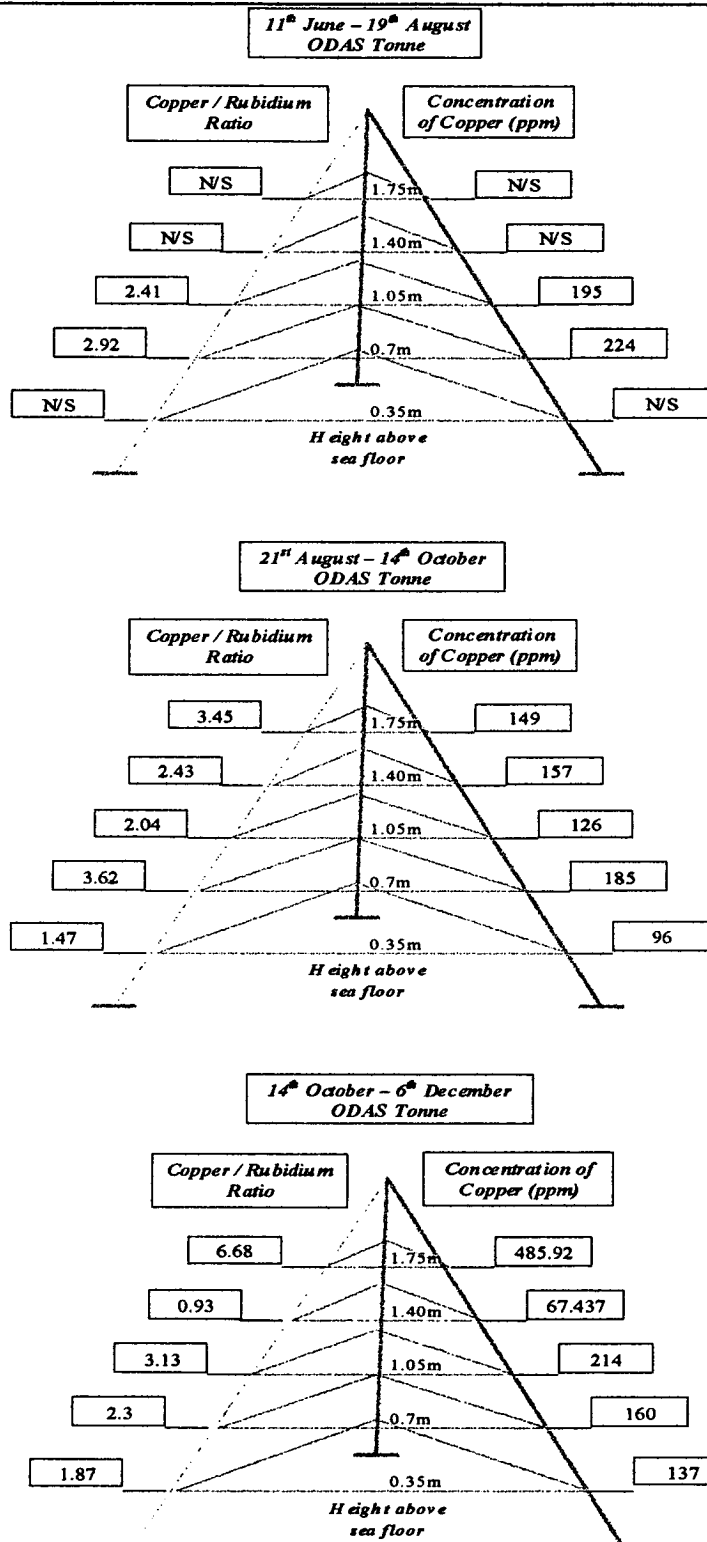 11th June – 19th August
ODAS Tonne
Copper / Rubidium
Ratio
Concentration
of Copper (ppm)
N/S
1.75m
N/S
N/S
1.40m
N/S
2.41
1.05m
195
2.92
0.7m
224
N/S
0.35m
N/S
Height above
sea floor
21st August – 14th October
ODAS Tonne
Copper / Rubidium
Ratio
Concentration
of Copper (ppm)
3.45
1.75m
149
2.43
1.40m
157
2.04
1.05m
126
3.62
0.7m
185
1.47
0.35m
96
Height above
sea floor
14th October – 6th December
ODAS Tonne
Copper / Rubidium
Ratio
Concentration of
Copper (ppm)
6.68
1.75m
485.92
0.93
1.40m
67.437
3.13
1.05m
214
2.3
0.7m
160
1.87
0.35m
137
Height above
sea floor